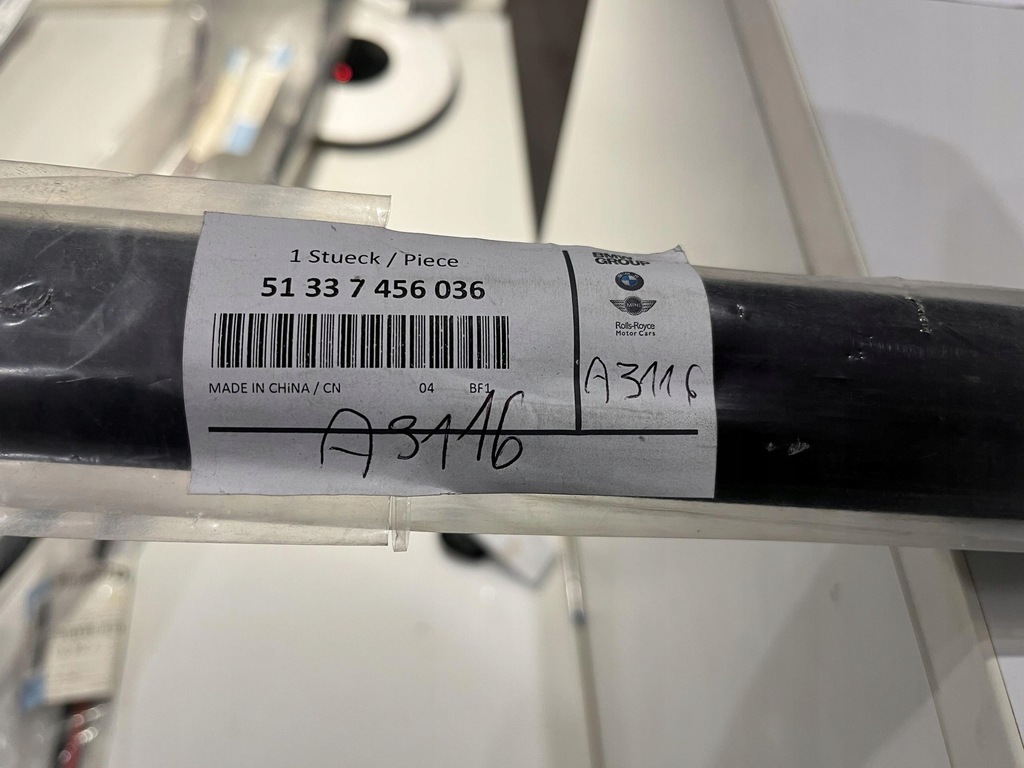 1 Stueck / Piece
51 33 7 456 036
MADE IN CHiNA / CN 04 BF1
A3116
BMW
GROUP
MINI
Rolls-Royce
Motor Cars
A3116